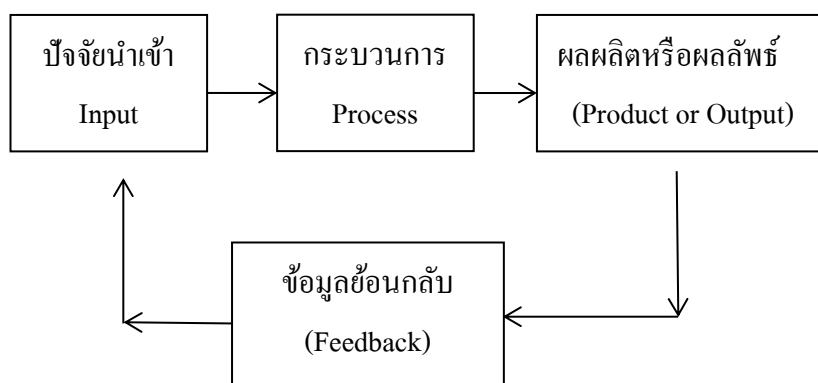 ปัจจัยนำเข้า
Input
กระบวนการ
Process
ผลผลิตหรือผลลัพธ์
(Product or Output)
ข้อมูลย้อนกลับ
(Feedback)